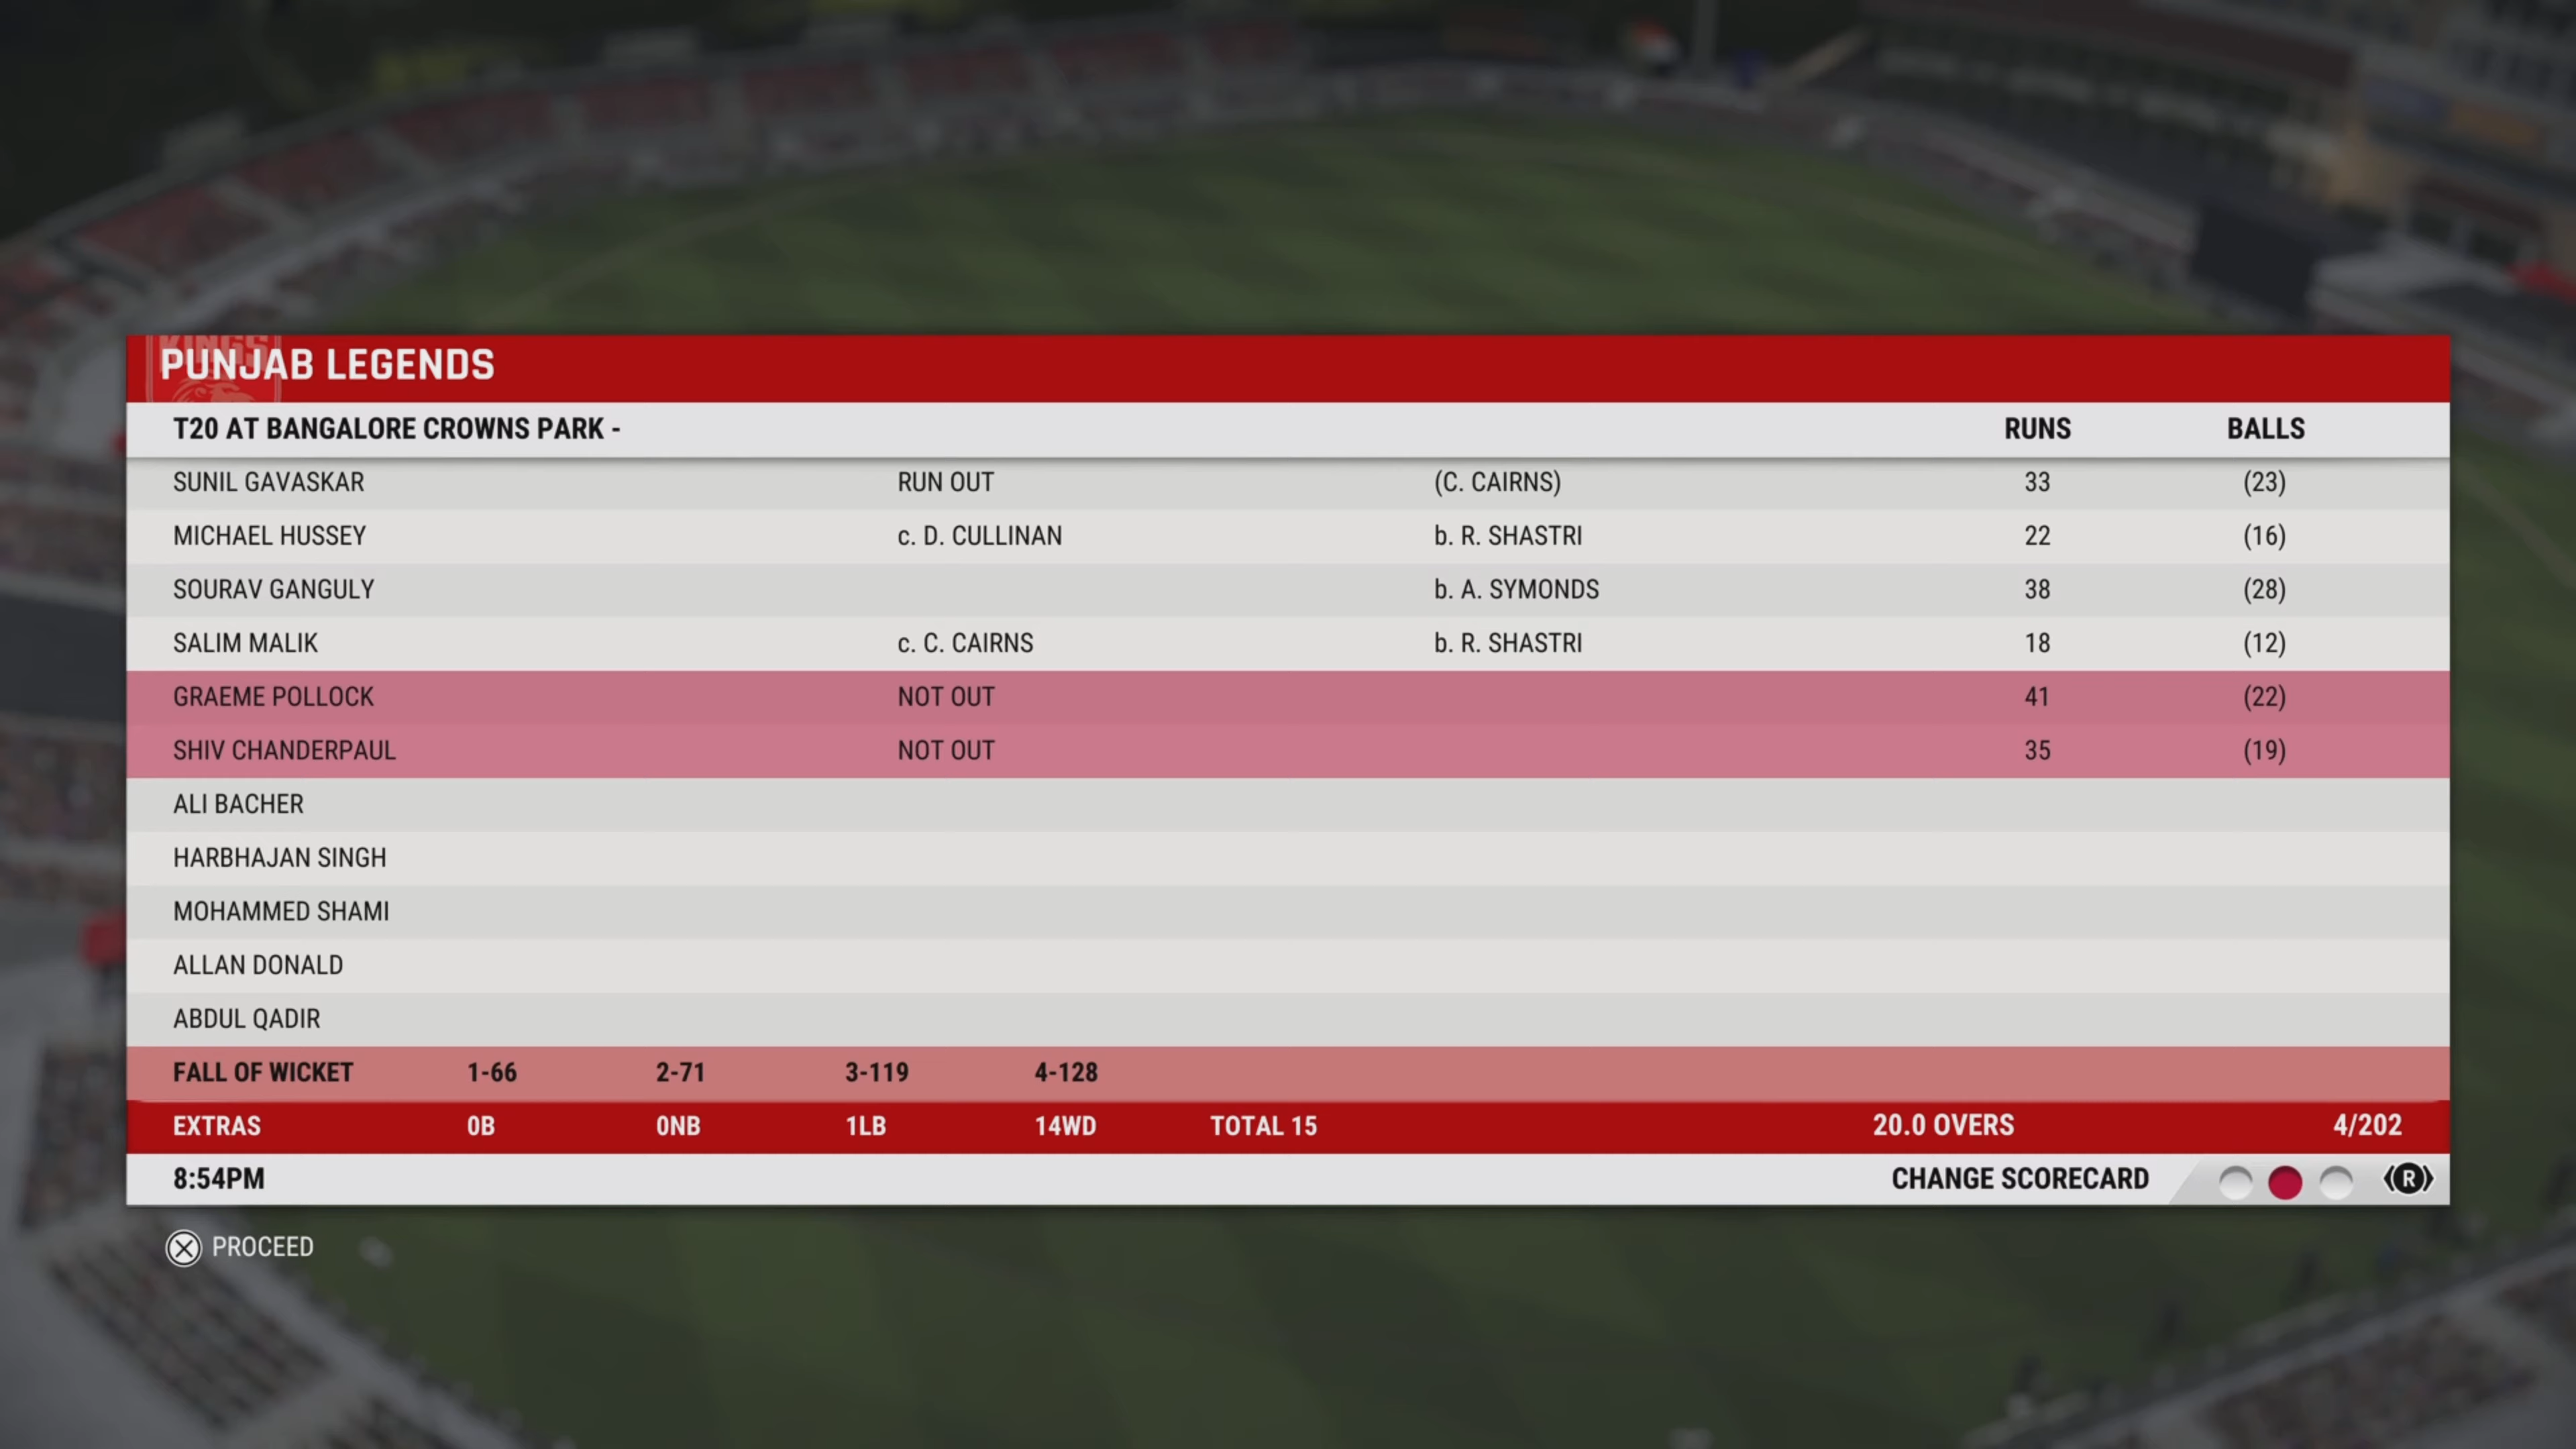 KINGS
PUNJAB LEGENDS
T20 AT BANGALORE CROWNS PARK - RUNS BALLS
SUNIL GAVASKAR RUN OUT (C. CAIRNS) 33 (23)
MICHAEL HUSSEY c. D. CULLINAN b. R. SHASTRI 22 (16)
SOURAV GANGULY b. A. SYMONDS 38 (28)
SALIM MALIK c. C. CAIRNS b. R. SHASTRI 18 (12)
GRAEME POLLOCK NOT OUT 41 (22)
SHIV CHANDERPAUL NOT OUT 35 (19)
ALI BACHER
HARBHAJAN SINGH
MOHAMMED SHAMI
ALLAN DONALD
ABDUL QADIR
FALL OF WICKET 1-66 2-71 3-119 4-128
EXTRAS 0B 0NB 1LB 14WD TOTAL 15 20.0 OVERS 4/202
8:54PM CHANGE SCORECARD R
PROCEED